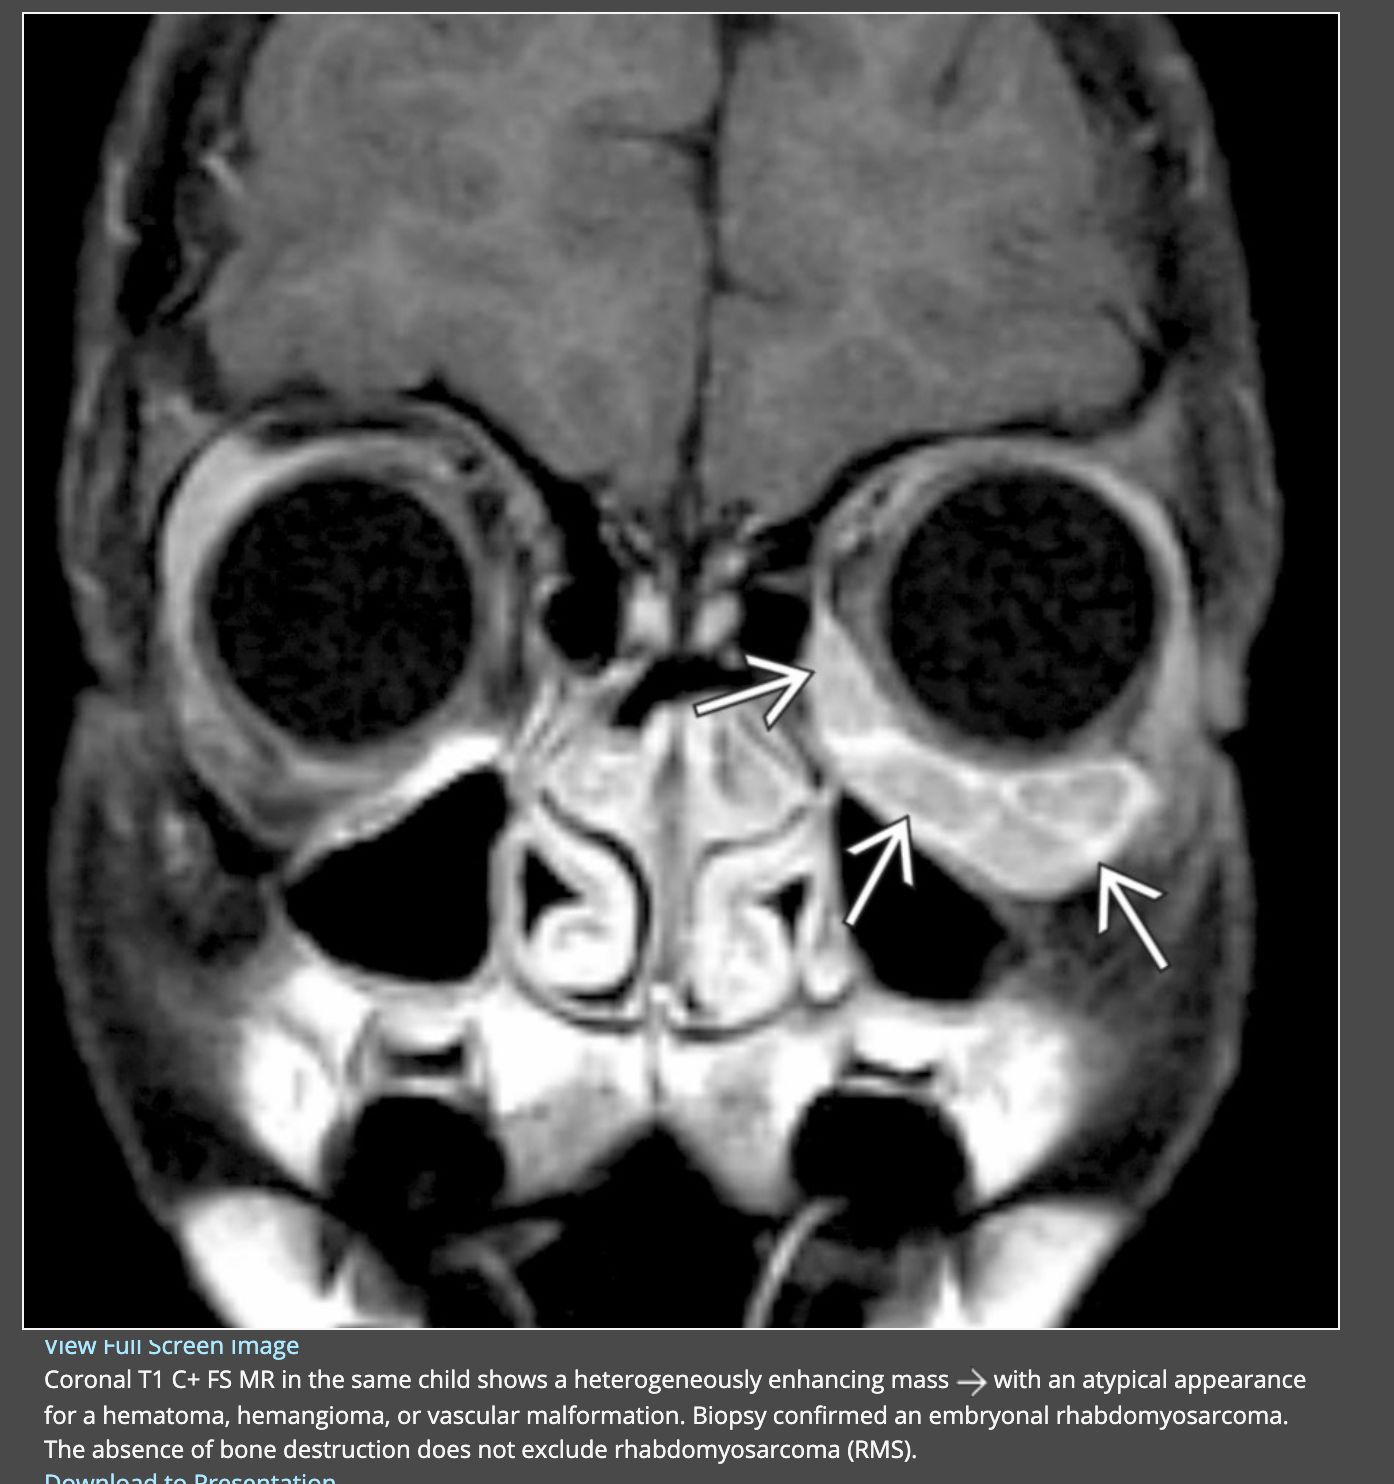 View Full Screen Image
Coronal T1 C+ FS MR in the same child shows a heterogeneously enhancing mass → with an atypical appearance
for a hematoma, hemangioma, or vascular malformation. Biopsy confirmed an embryonal rhabdomyosarcoma.
The absence of bone destruction does not exclude rhabdomyosarcoma (RMS).
Download to Presentation